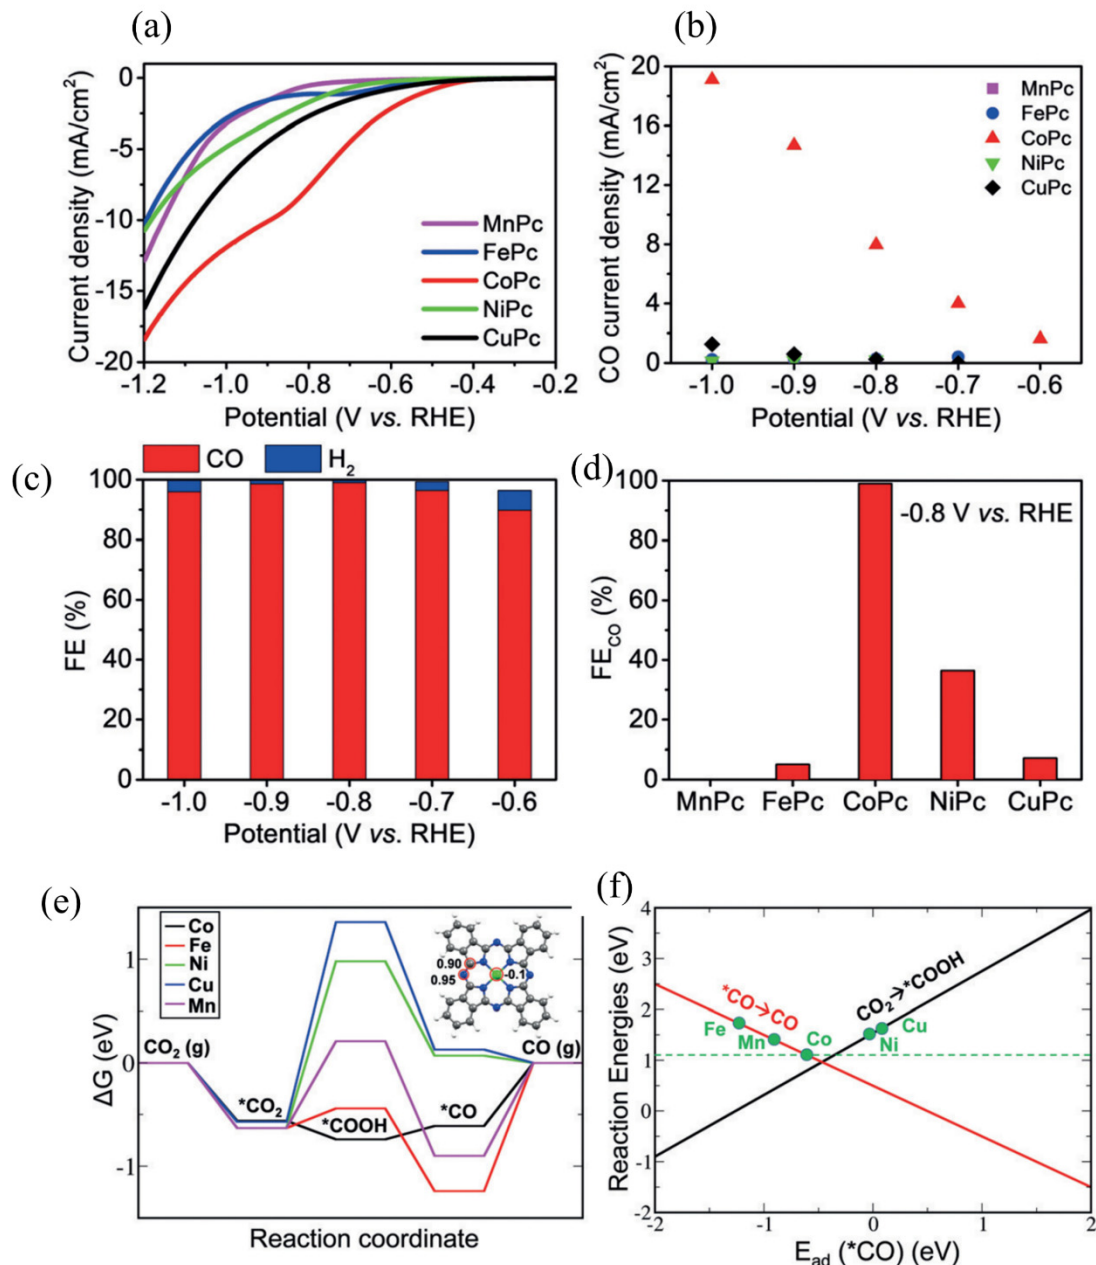 (a)
0
-5
-10
-15
-20
Current density (mA/cm²)
MnPc
FePc
CoPc
NiPc
CuPc
-1.2 -1.0 -0.8 -0.6 -0.4 -0.2
Potential (V vs. RHE)
(b)
20
16
12
8
4
0
CO current density (mA/cm²)
MnPc
FePc
CoPc
NiPc
CuPc
-1.0 -0.9 -0.8 -0.7 -0.6
Potential (V vs. RHE)
(c)
CO H₂
100
80
60
40
20
0
FE (%)
-1.0 -0.9 -0.8 -0.7 -0.6
Potential (V vs. RHE)
(d)
100
80
60
40
20
0
FE_CO (%)
-0.8 V vs. RHE
MnPc FePc CoPc NiPc CuPc
(e)
Co
Fe
Ni
Cu
Mn
1
0
-1
ΔG (eV)
0.90
0.95
-0.1
CO₂ (g)
*CO₂
*COOH
*CO
CO (g)
Reaction coordinate
(f)
4
3
2
1
0
-1
-2
Reaction Energies (eV)
*CO→CO
CO₂→*COOH
Fe
Mn
Co
Cu
Ni
-2 -1 0 1 2
E_ad (*CO) (eV)